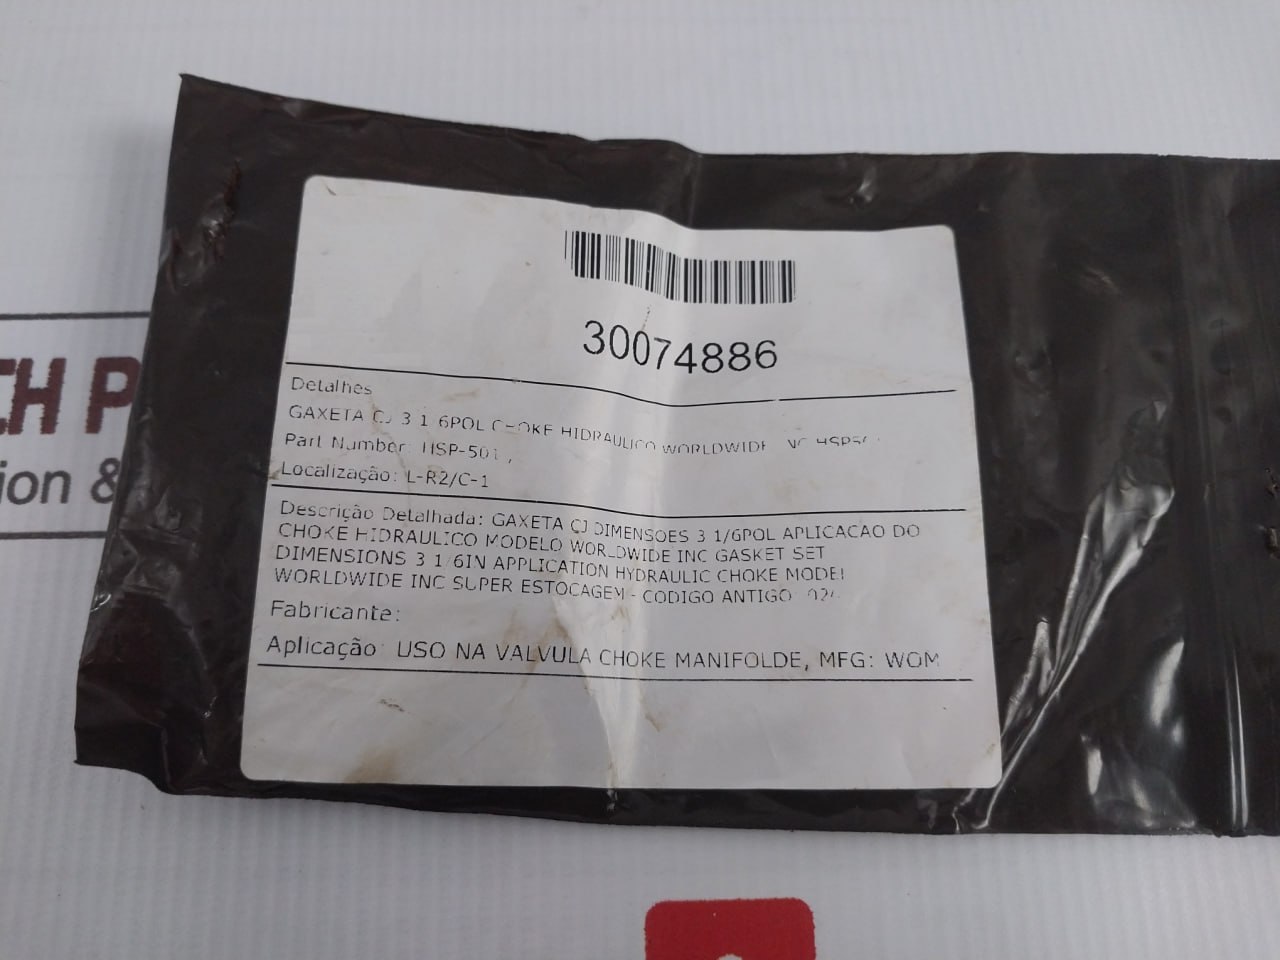 30074886
Detalhes
GAXETA CJ 3 1 6POL CHOKE HIDRAULICO WORLDWIDE
Part Number: HSP-501,
Localização: L-R2/C-1
Descrição Detalhada: GAXETA CJ DIMENSOES 3 1/6POL APLICACAO DO
CHOKE HIDRAULICO MODELO WORLDWIDE INC GASKET SET
DIMENSIONS 3 1 6IN APPLICATION HYDRAULIC CHOKE MODEL
WORLDWIDE INC SUPER ESTOCAGEM - CODIGO ANTIGO
Fabricante:
Aplicação: USO NA VALVULA CHOKE MANIFOLDE, MFG: WOM
CH P
ion &